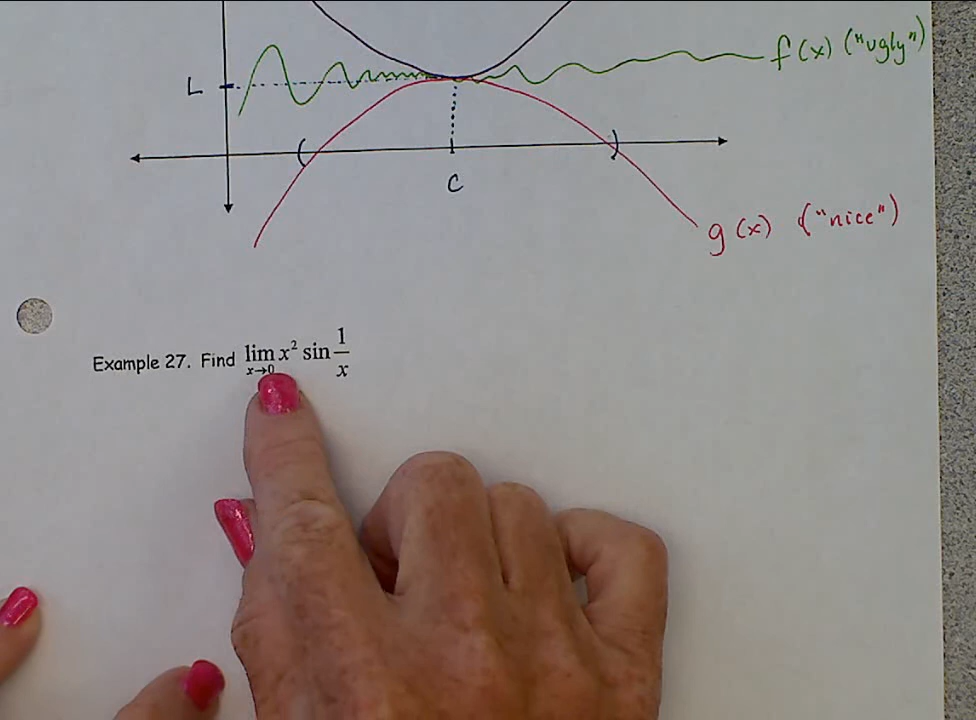 f(x) ("ugly")
L
C
g(x) ("nice")
Example 27. Find lim x→0 x² sin 1/x